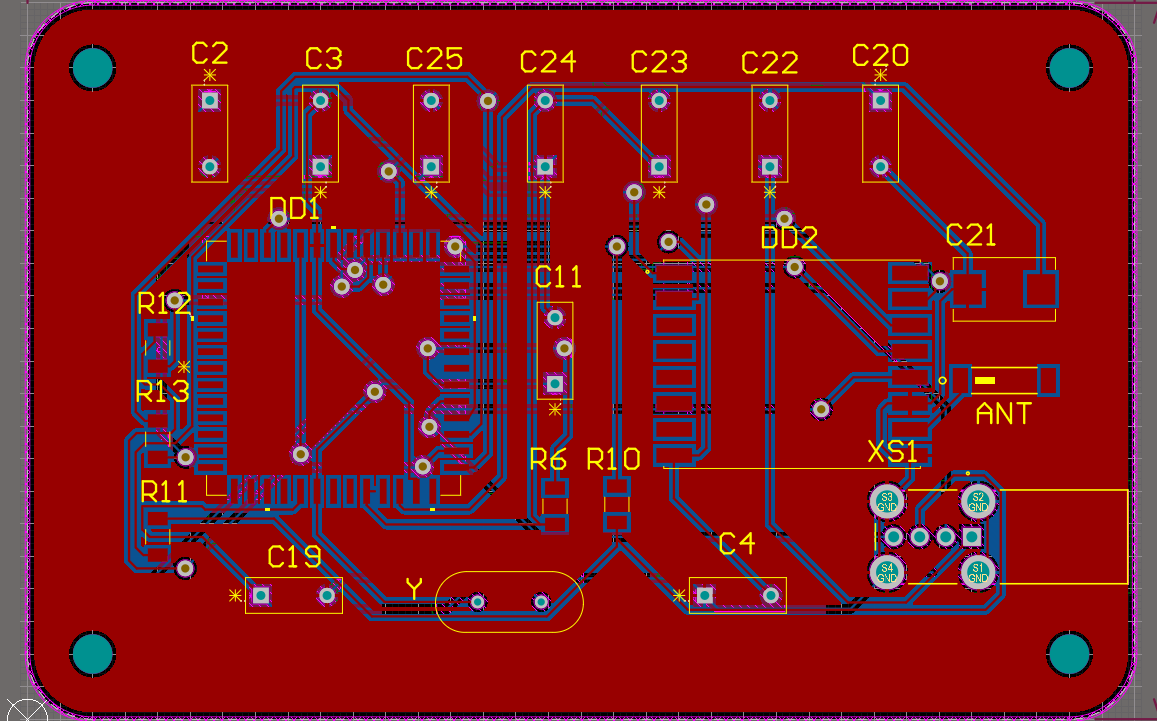 C2 C3 C25 C24 C23 C22 C20
DD1 DD2 C21
C11
R12
R13
ANT
R6 R10 XS1
R11
S3 GND S2 GND
C19 C4
S4 GND S1 GND
Y